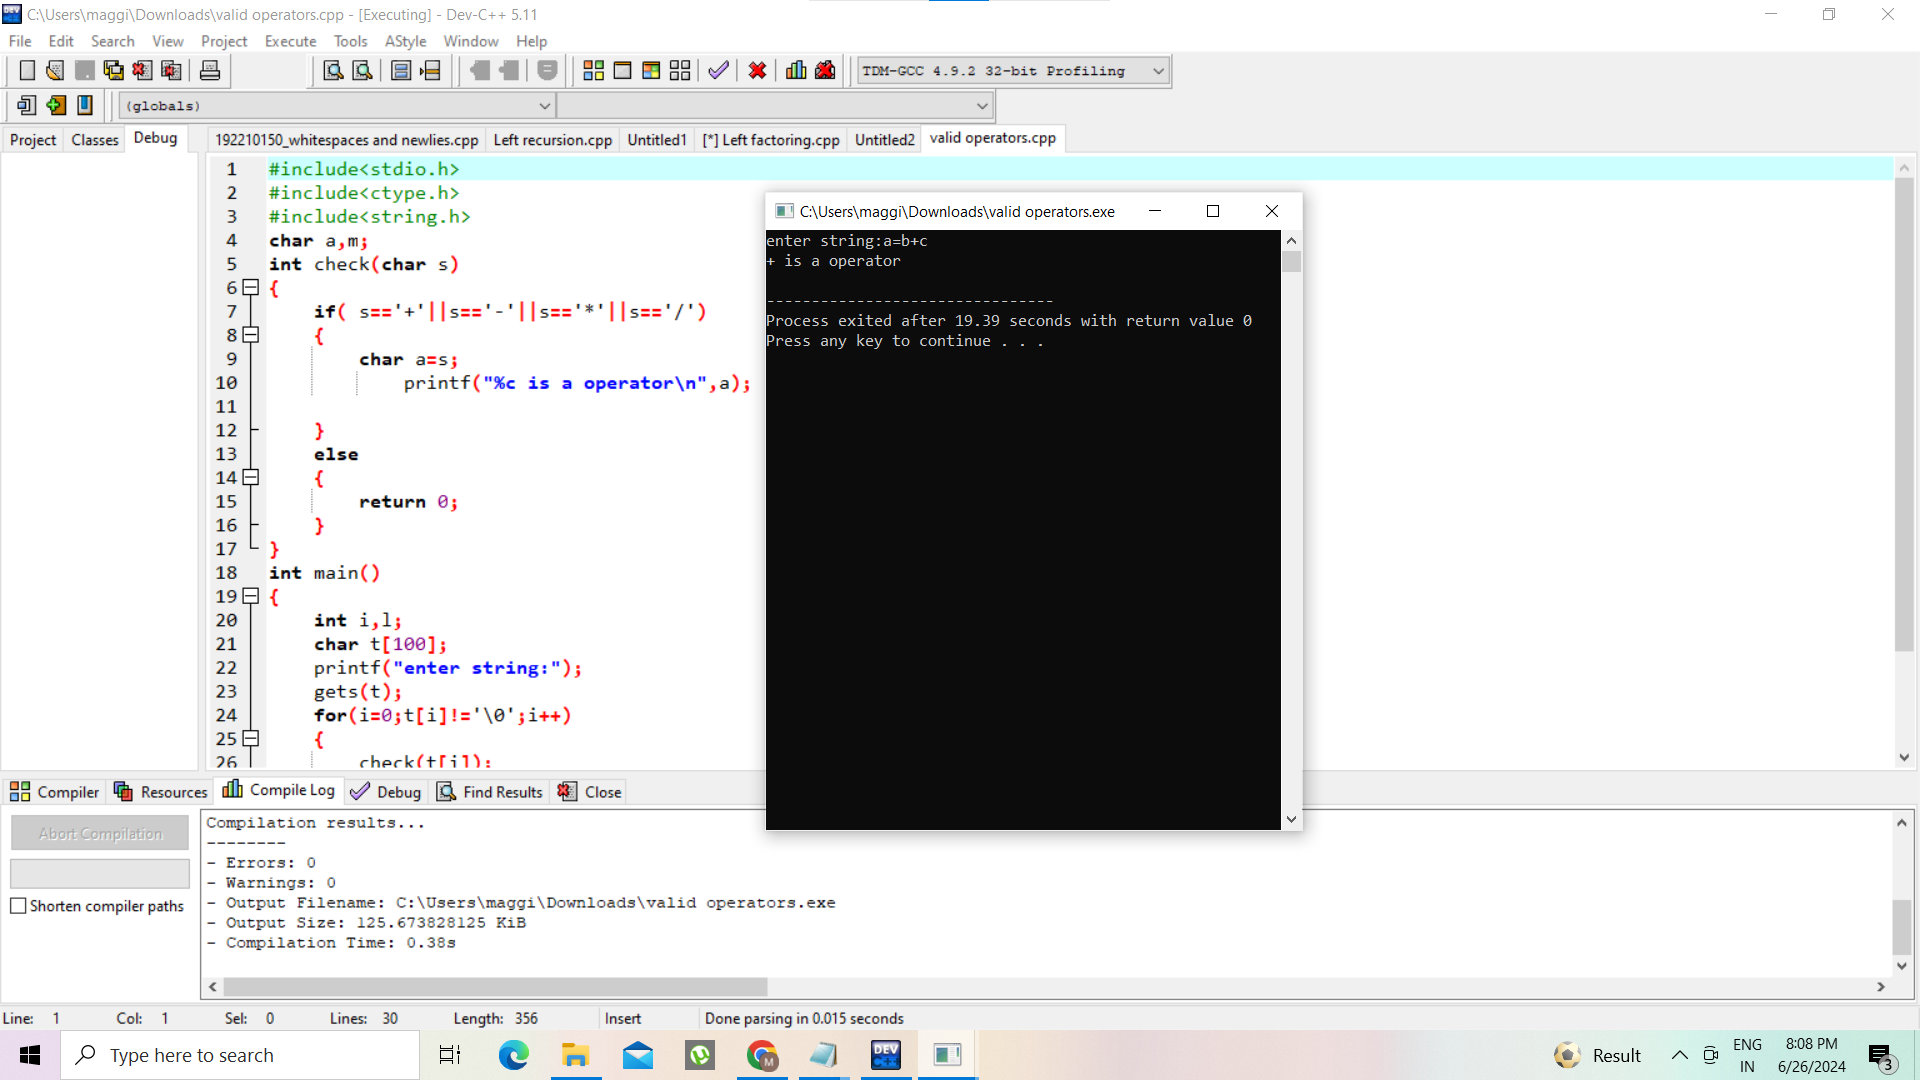 C:\Users\maggi\Downloads\valid operators.cpp - [Executing] - Dev-C++ 5.11
File Edit Search View Project Execute Tools AStyle Window Help
TDM-GCC 4.9.2 32-bit Profiling
(globals)
Project Classes Debug 192210150_whitespaces and newlies.cpp Left recursion.cpp Untitled1 [*] Left factoring.cpp Untitled2 valid operators.cpp
1 #include<stdio.h>
2 #include<ctype.h>
3 #include<string.h>
4 char a,m;
5 int check(char s)
6 {
7 if( s=='+'||s=='-'||s=='*'||s=='/')
8 {
9 char a=s;
10 printf("%c is a operator\n",a);
11
12 }
13 else
14 {
15 return 0;
16 }
17 }
18 int main()
19 {
20 int i,l;
21 char t[100];
22 printf("enter string:");
23 gets(t);
24 for(i=0;t[i]!='\0';i++)
25 {
26 check(t[i]);
C:\Users\maggi\Downloads\valid operators.exe
enter string:a=b+c
+ is a operator
--------------------------------
Process exited after 19.39 seconds with return value 0
Press any key to continue . . .
Compiler Resources Compile Log Debug Find Results Close
Abort Compilation
Shorten compiler paths
Compilation results...
--------
- Errors: 0
- Warnings: 0
- Output Filename: C:\Users\maggi\Downloads\valid operators.exe
- Output Size: 125.673828125 KiB
- Compilation Time: 0.38s
Line: 1 Col: 1 Sel: 0 Lines: 30 Length: 356 Insert Done parsing in 0.015 seconds
Type here to search
DEV
C++
M
Result
ENG
IN
8:08 PM
6/26/2024
3